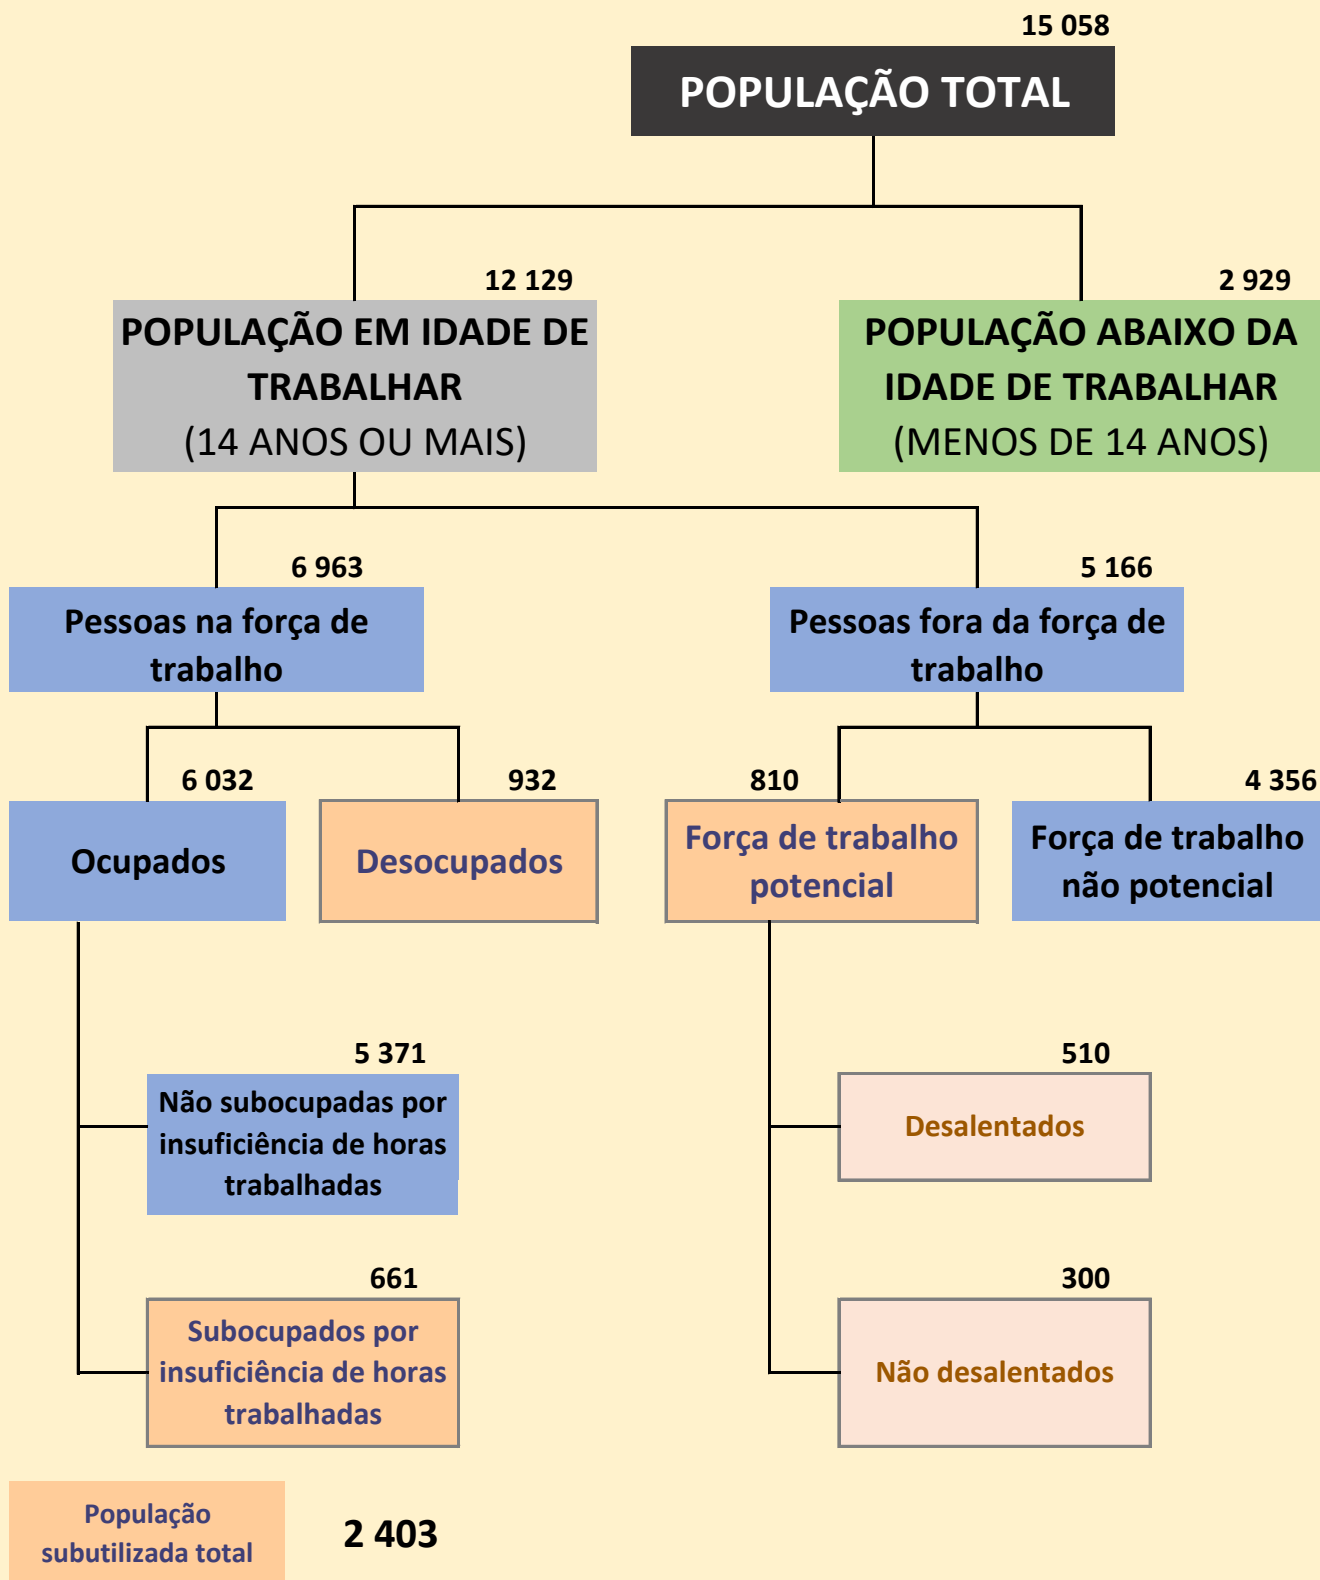 15 058
POPULAÇÃO TOTAL
12 129
POPULAÇÃO EM IDADE DE
TRABALHAR
(14 ANOS OU MAIS)
2 929
POPULAÇÃO ABAIXO DA
IDADE DE TRABALHAR
(MENOS DE 14 ANOS)
6 963
Pessoas na força de
trabalho
5 166
Pessoas fora da força de
trabalho
6 032
Ocupados
932
Desocupados
810
Força de trabalho
potencial
4 356
Força de trabalho
não potencial
5 371
Não subocupadas por
insuficiência de horas
trabalhadas
510
Desalentados
661
Subocupados por
insuficiência de horas
trabalhadas
300
Não desalentados
População
subutilizada total
2 403